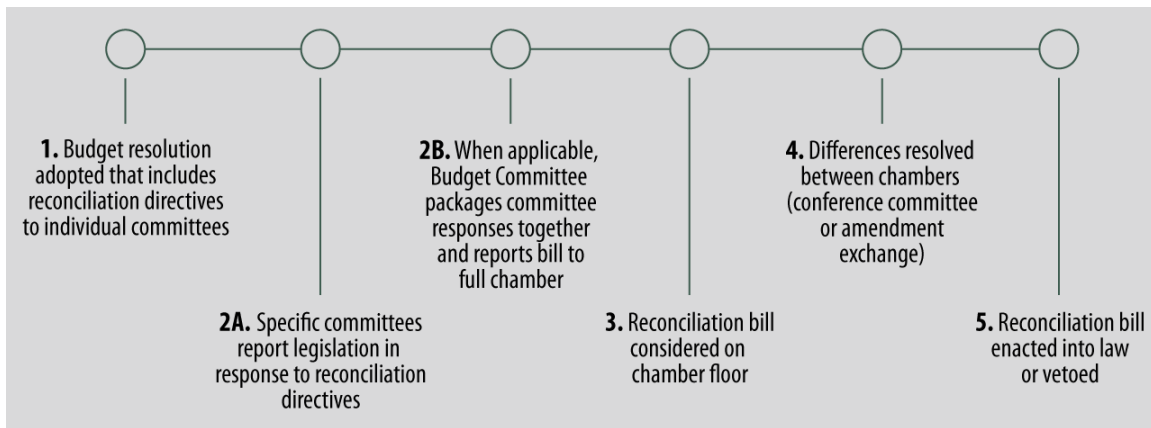 1. Budget resolution
adopted that includes
reconciliation directives
to individual committees
2A. Specific committees
report legislation in
response to reconciliation
directives
2B. When applicable,
Budget Committee
packages committee
responses together
and reports bill to
full chamber
3. Reconciliation bill
considered on
chamber floor
4. Differences resolved
between chambers
(conference committee
or amendment
exchange)
5. Reconciliation bill
enacted into law
or vetoed